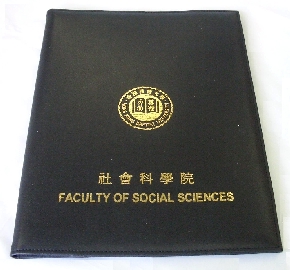 社會科學院
FACULTY OF SOCIAL SCIENCES